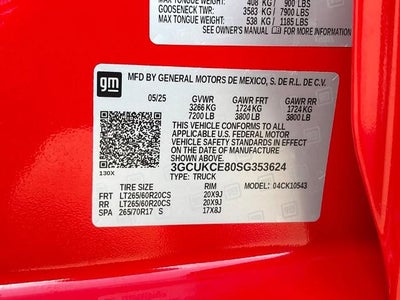 MAX TONGUE WEIGHT: 408 KG / 900 LBS
GOOSENECK TWR: 3583 KG / 7900 LBS
MAX TONGUE WEIGHT: 538 KG / 1185 LBS
SEE OWNER'S MANUAL FOR MORE INFORMATION
gm
MFD BY GENERAL MOTORS DE MEXICO, S. DE R.L. DE C.V.
05/25 GVWR GAWR FRT GAWR RR
3266 KG 1724 KG 1724 KG
7200 LB 3800 LB 3800 LB
THIS VEHICLE CONFORMS TO ALL
APPLICABLE U.S. FEDERAL MOTOR
VEHICLE SAFETY STANDARDS IN EFFECT
ON THE DATE OF MANUFACTURE
3GCUKCE80SG353624
130X TYPE: TRUCK
TIRE SIZE RIM MODEL: 04CK10543
FRT LT265/60R20CS 20X9J
RR LT265/60R20CS 20X9J
SPA 265/70R17 S 17X8J